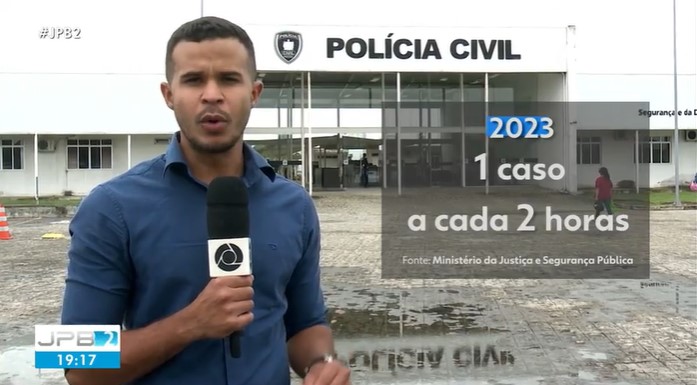 #JPB2
POLÍCIA CIVIL
Segurança e da D
2023
1 caso
a cada 2 horas
Fonte: Ministério da Justiça e Segurança Pública
JPB2
19:17